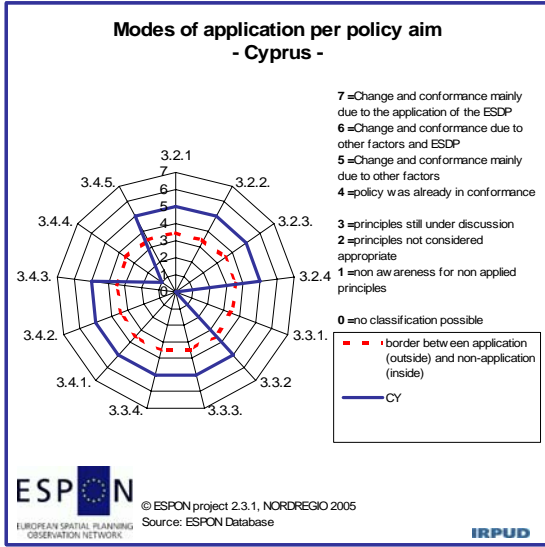 Modes of application per policy aim
- Cyprus -
7 =Change and conformance mainly
due to the application of the ESDP
6 =Change and conformance due to
other factors and ESDP
5 =Change and conformance mainly
due to other factors
4 =policy was already in conformance
3 =principles still under discussion
2 =principles not considered
appropriate
1 =non awareness for non applied
principles
0 =no classification possible
border between application
(outside) and non-application
(inside)
CY
3.2.1
3.2.2.
3.2.3.
3.2.4
3.3.1.
3.3.2
3.3.3.
3.3.4.
3.4.1.
3.4.2.
3.4.3.
3.4.4.
3.4.5.
7
6
5
4
3
2
1
0
ESPON
EUROPEAN SPATIAL PLANNING
OBSERVATION NETWORK
© ESPON project 2.3.1, NORDREGIO 2005
Source: ESPON Database
IRPUD